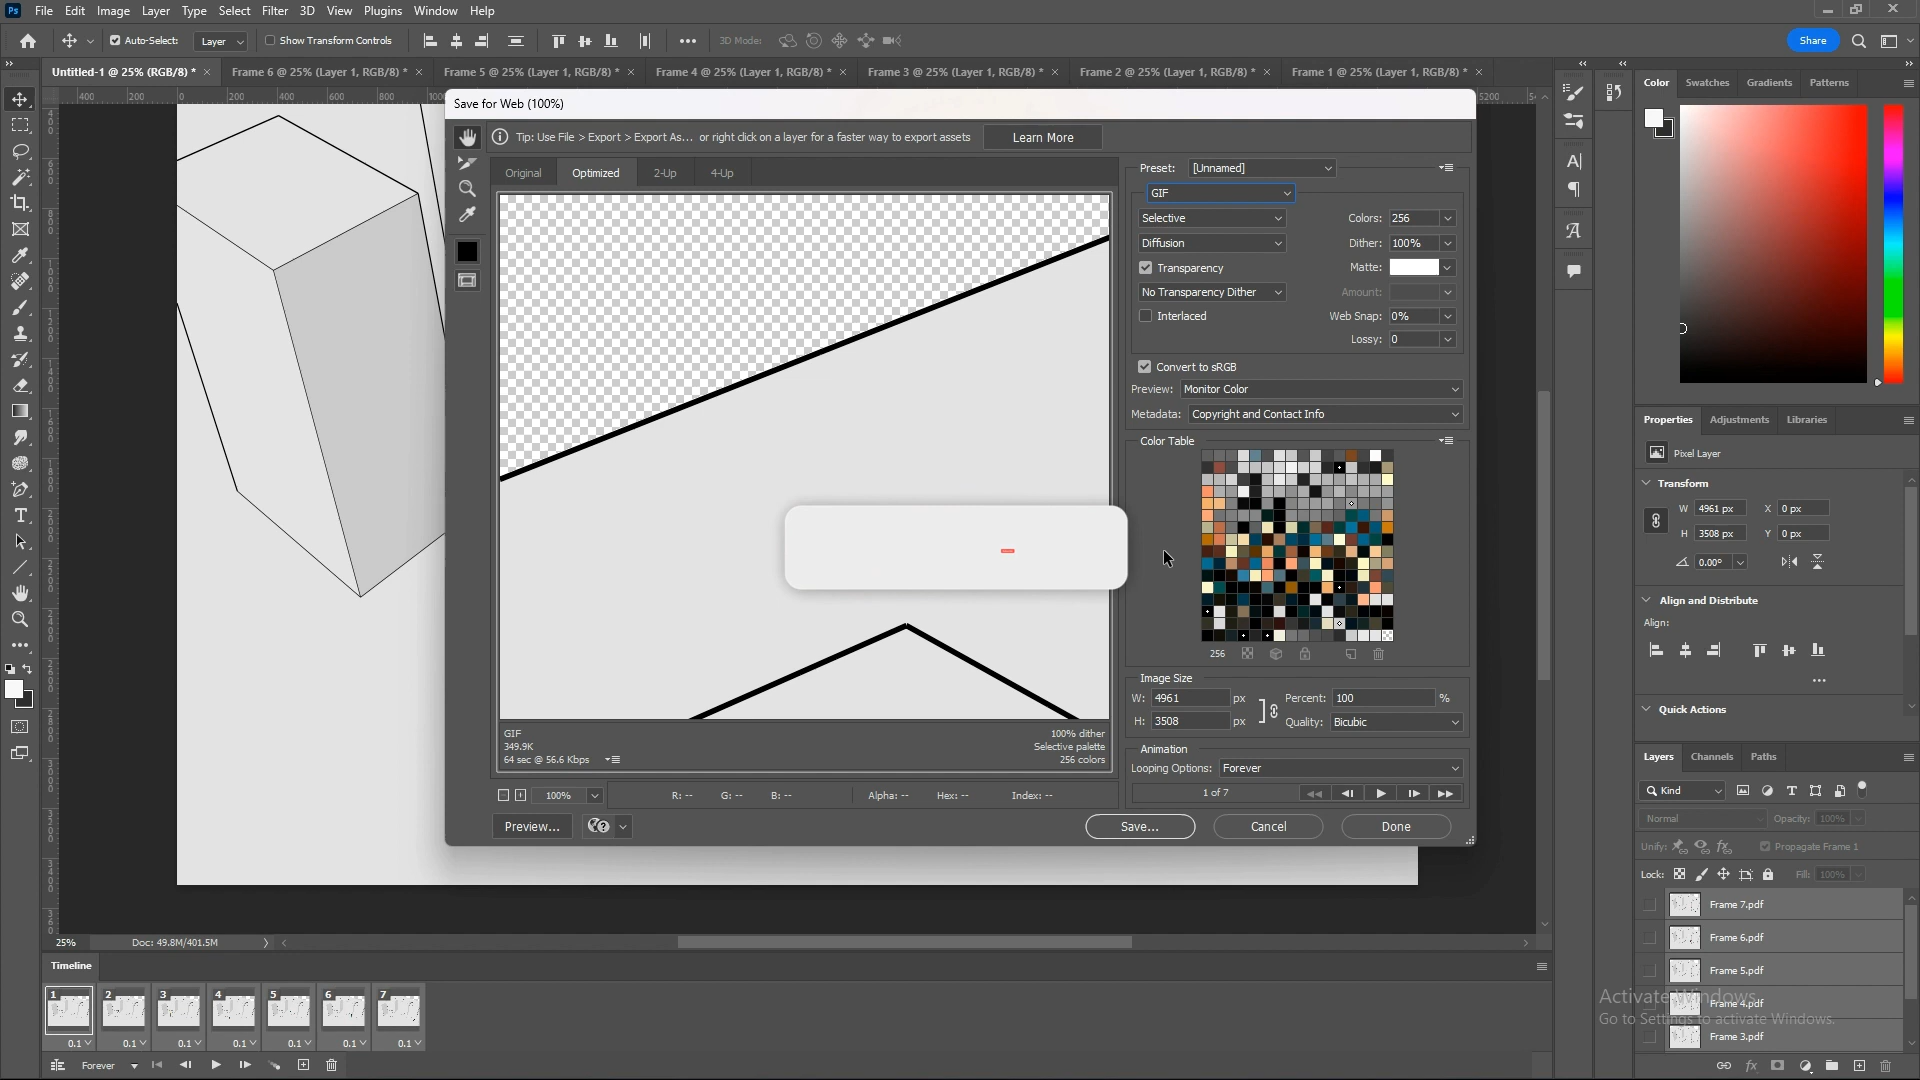 Ps File Edit Image Layer Type Select Filter 3D View Plugins Window Help
Auto-Select: Layer Show Transform Controls 3D Mode: Share
Untitled-1 @ 25% (RGB/8) * Frame 6 @ 25% (Layer 1, RGB/8) * Frame 5 @ 25% (Layer 1, RGB/8) * Frame 4 @ 25% (Layer 1, RGB/8) * Frame 3 @ 25% (Layer 1, RGB/8) * Frame 2 @ 25% (Layer 1, RGB/8) * Frame 1 @ 25% (Layer 1, RGB/8) *
Save for Web (100%)
Tip: Use File > Export > Export As... or right click on a layer for a faster way to export assets Learn More
Original Optimized 2-Up 4-Up
Preset: [Unnamed]
GIF
Selective Colors: 256
Diffusion Dither: 100%
Transparency Matte:
No Transparency Dither Amount:
Interlaced Web Snap: 0%
Lossy: 0
Convert to sRGB
Preview: Monitor Color
Metadata: Copyright and Contact Info
Color Table
256
Image Size
W: 4961 px Percent: 100 %
H: 3508 px Quality: Bicubic
Animation
Looping Options: Forever
1 of 7
GIF 100% dither
349.9K Selective palette
64 sec @ 56.6 Kbps 256 colors
100% R: -- G: -- B: -- Alpha: -- Hex: -- Index: --
Preview... Save... Cancel Done
Color Swatches Gradients Patterns
Properties Adjustments Libraries
Pixel Layer
Transform
W 4961 px X 0 px
H 3508 px Y 0 px
0.00°
Align and Distribute
Align:
Quick Actions
Layers Channels Paths
Kind
Normal Opacity: 100%
Unify: Propagate Frame 1
Lock: Fill: 100%
Frame 7.pdf
Frame 6.pdf
Frame 5.pdf
Frame 4.pdf
Frame 3.pdf
Activate Windows
Go to Settings to activate Windows.
25% Doc: 49.8M/401.5M
Timeline
1 2 3 4 5 6 7
0.1 0.1 0.1 0.1 0.1 0.1 0.1
Forever